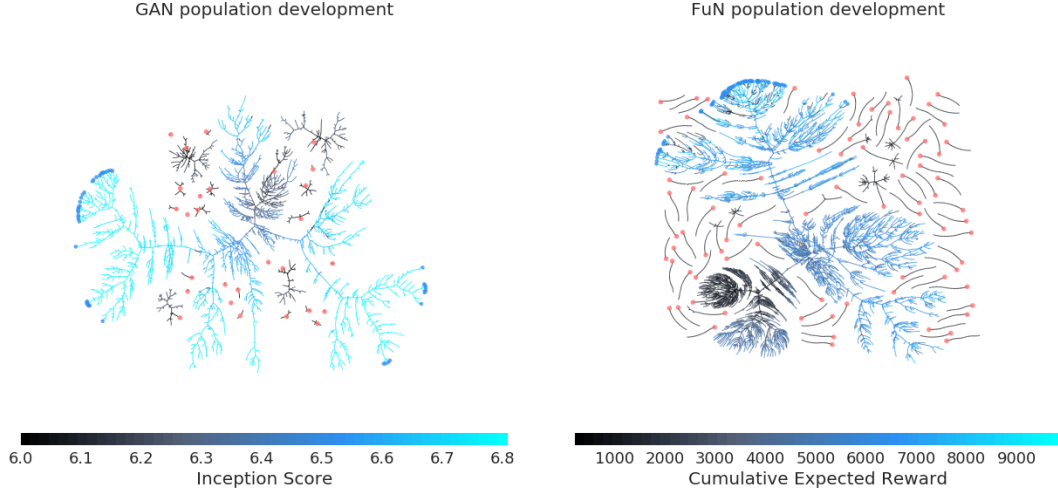 GAN population development
FuN population development
6.0 6.1 6.2 6.3 6.4 6.5 6.6 6.7 6.8
Inception Score
1000 2000 3000 4000 5000 6000 7000 8000 9000
Cumulative Expected Reward